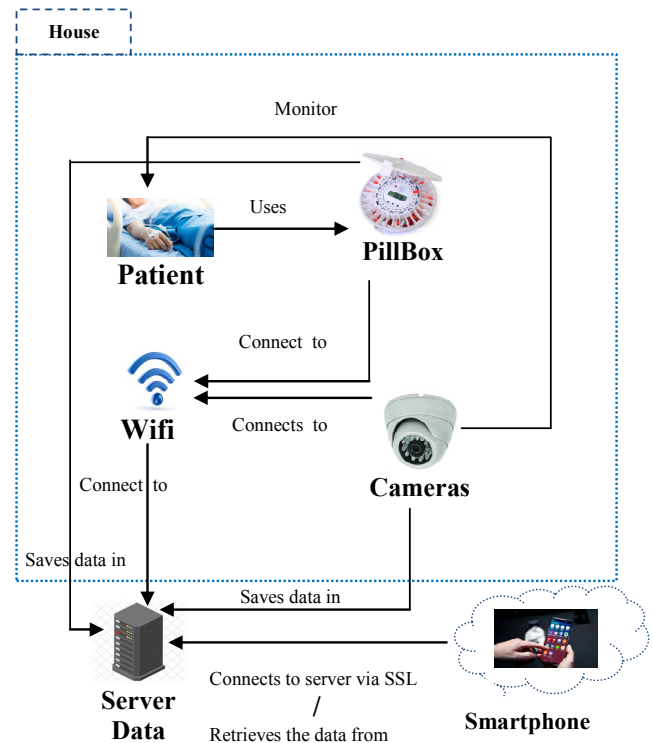 House
Monitor
Uses
Patient
PillBox
Connect to
Wifi
Connects to
Cameras
Connect to
Saves data in
Saves data in
Server
Data
Connects to server via SSL
/
Retrieves the data from
Smartphone